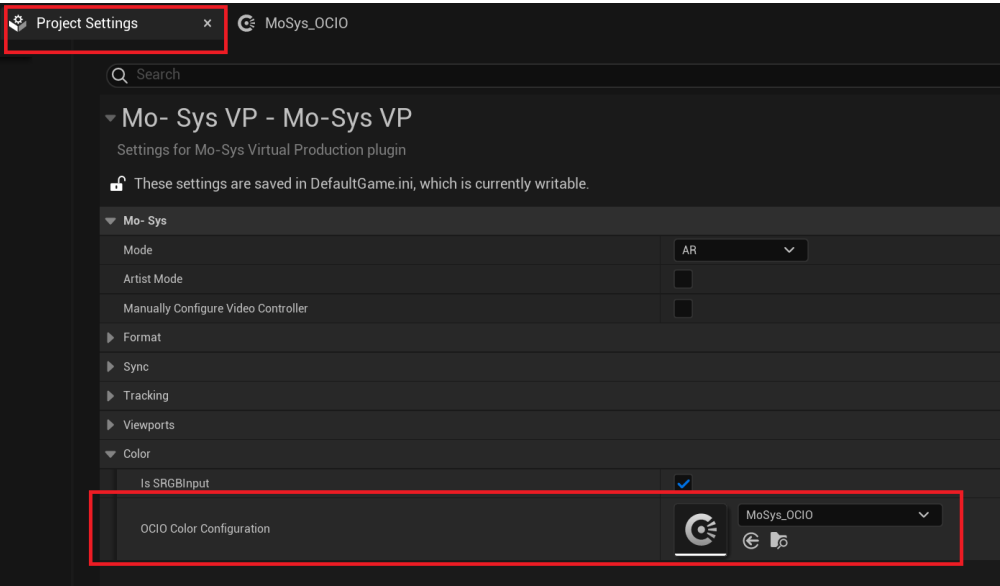 Project Settings
MoSys_OCIO
Search
Mo- Sys VP - Mo-Sys VP
Settings for Mo-Sys Virtual Production plugin
These settings are saved in DefaultGame.ini, which is currently writable.
Mo- Sys
Mode AR
Artist Mode
Manually Configure Video Controller
Format
Sync
Tracking
Viewports
Color
Is SRGBInput
MoSys_OCIO
OCIO Color Configuration